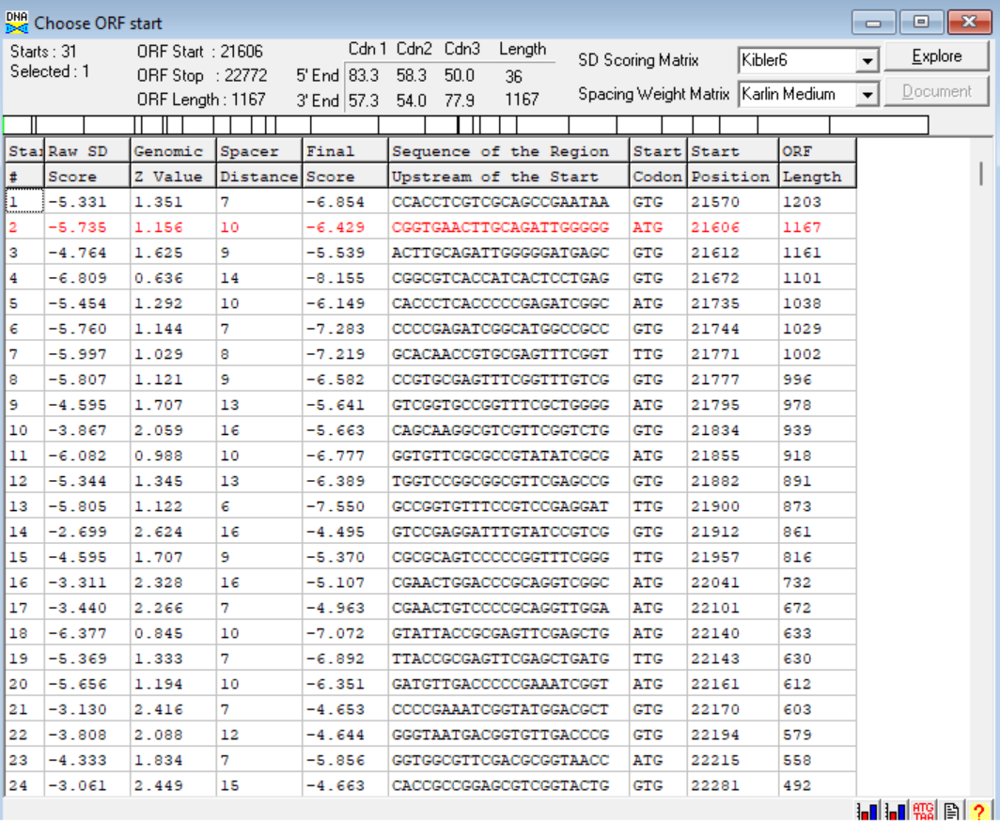 DNA Choose ORF start
Starts : 31 ORF Start : 21606 Cdn 1 Cdn2 Cdn3 Length SD Scoring Matrix Kibler6 Explore
Selected : 1 ORF Stop : 22772 5' End 83.3 58.3 50.0 36
ORF Length : 1167 3' End 57.3 54.0 77.9 1167 Spacing Weight Matrix Karlin Medium Document
Star Raw SD Genomic Spacer Final Sequence of the Region Start Start ORF
# Score Z Value Distance Score Upstream of the Start Codon Position Length
1 -5.331 1.351 7 -6.854 CCACCTCGTCGCAGCCGAATAA GTG 21570 1203
2 -5.735 1.156 10 -6.429 CGGTGAACTTGCAGATTGGGGG ATG 21606 1167
3 -4.764 1.625 9 -5.539 ACTTGCAGATTGGGGGATGAGC GTG 21612 1161
4 -6.809 0.636 14 -8.155 CGGCGTCACCATCACTCCTGAG GTG 21672 1101
5 -5.454 1.292 10 -6.149 CACCCTCACCCCCGAGATCGGC ATG 21735 1038
6 -5.760 1.144 7 -7.283 CCCCGAGATCGGCATGGCCGCC GTG 21744 1029
7 -5.997 1.029 8 -7.219 GCACAACCGTGCGAGTTTCGGT TTG 21771 1002
8 -5.807 1.121 9 -6.582 CCGTGCGAGTTTCGGTTTGTCG GTG 21777 996
9 -4.595 1.707 13 -5.641 GTCGGTGCCGGTTTCGCTGGGG ATG 21795 978
10 -3.867 2.059 16 -5.663 CAGCAAGGCGTCGTTCGGTCTG GTG 21834 939
11 -6.082 0.988 10 -6.777 GGTGTTCGCGCCGTATATCGCG ATG 21855 918
12 -5.344 1.345 13 -6.389 TGGTCCGGCGGCGTTCGAGCCG GTG 21882 891
13 -5.805 1.122 6 -7.550 GCCGGTGTTTCCGTCCGAGGAT TTG 21900 873
14 -2.699 2.624 16 -4.495 GTCCGAGGATTTGTATCCGTCG GTG 21912 861
15 -4.595 1.707 9 -5.370 CGCGCAGTCCCCCGGTTTCGGG TTG 21957 816
16 -3.311 2.328 16 -5.107 CGAACTGGACCCGCAGGTCGGC ATG 22041 732
17 -3.440 2.266 7 -4.963 CGAACTGTCCCCGCAGGTTGGA ATG 22101 672
18 -6.377 0.845 10 -7.072 GTATTACCGCGAGTTCGAGCTG ATG 22140 633
19 -5.369 1.333 7 -6.892 TTACCGCGAGTTCGAGCTGATG TTG 22143 630
20 -5.656 1.194 10 -6.351 GATGTTGACCCCCGAAATCGGT ATG 22161 612
21 -3.130 2.416 7 -4.653 CCCCGAAATCGGTATGGACGCT GTG 22170 603
22 -3.808 2.088 12 -4.644 GGGTAATGACGGTGTTGACCCG GTG 22194 579
23 -4.333 1.834 7 -5.856 GGTGGCGTTCGACGCGGTAACC ATG 22215 558
24 -3.061 2.449 15 -4.663 CACCGCCGGAGCGTCGGTACTG GTG 22281 492
ATG
TAA ?